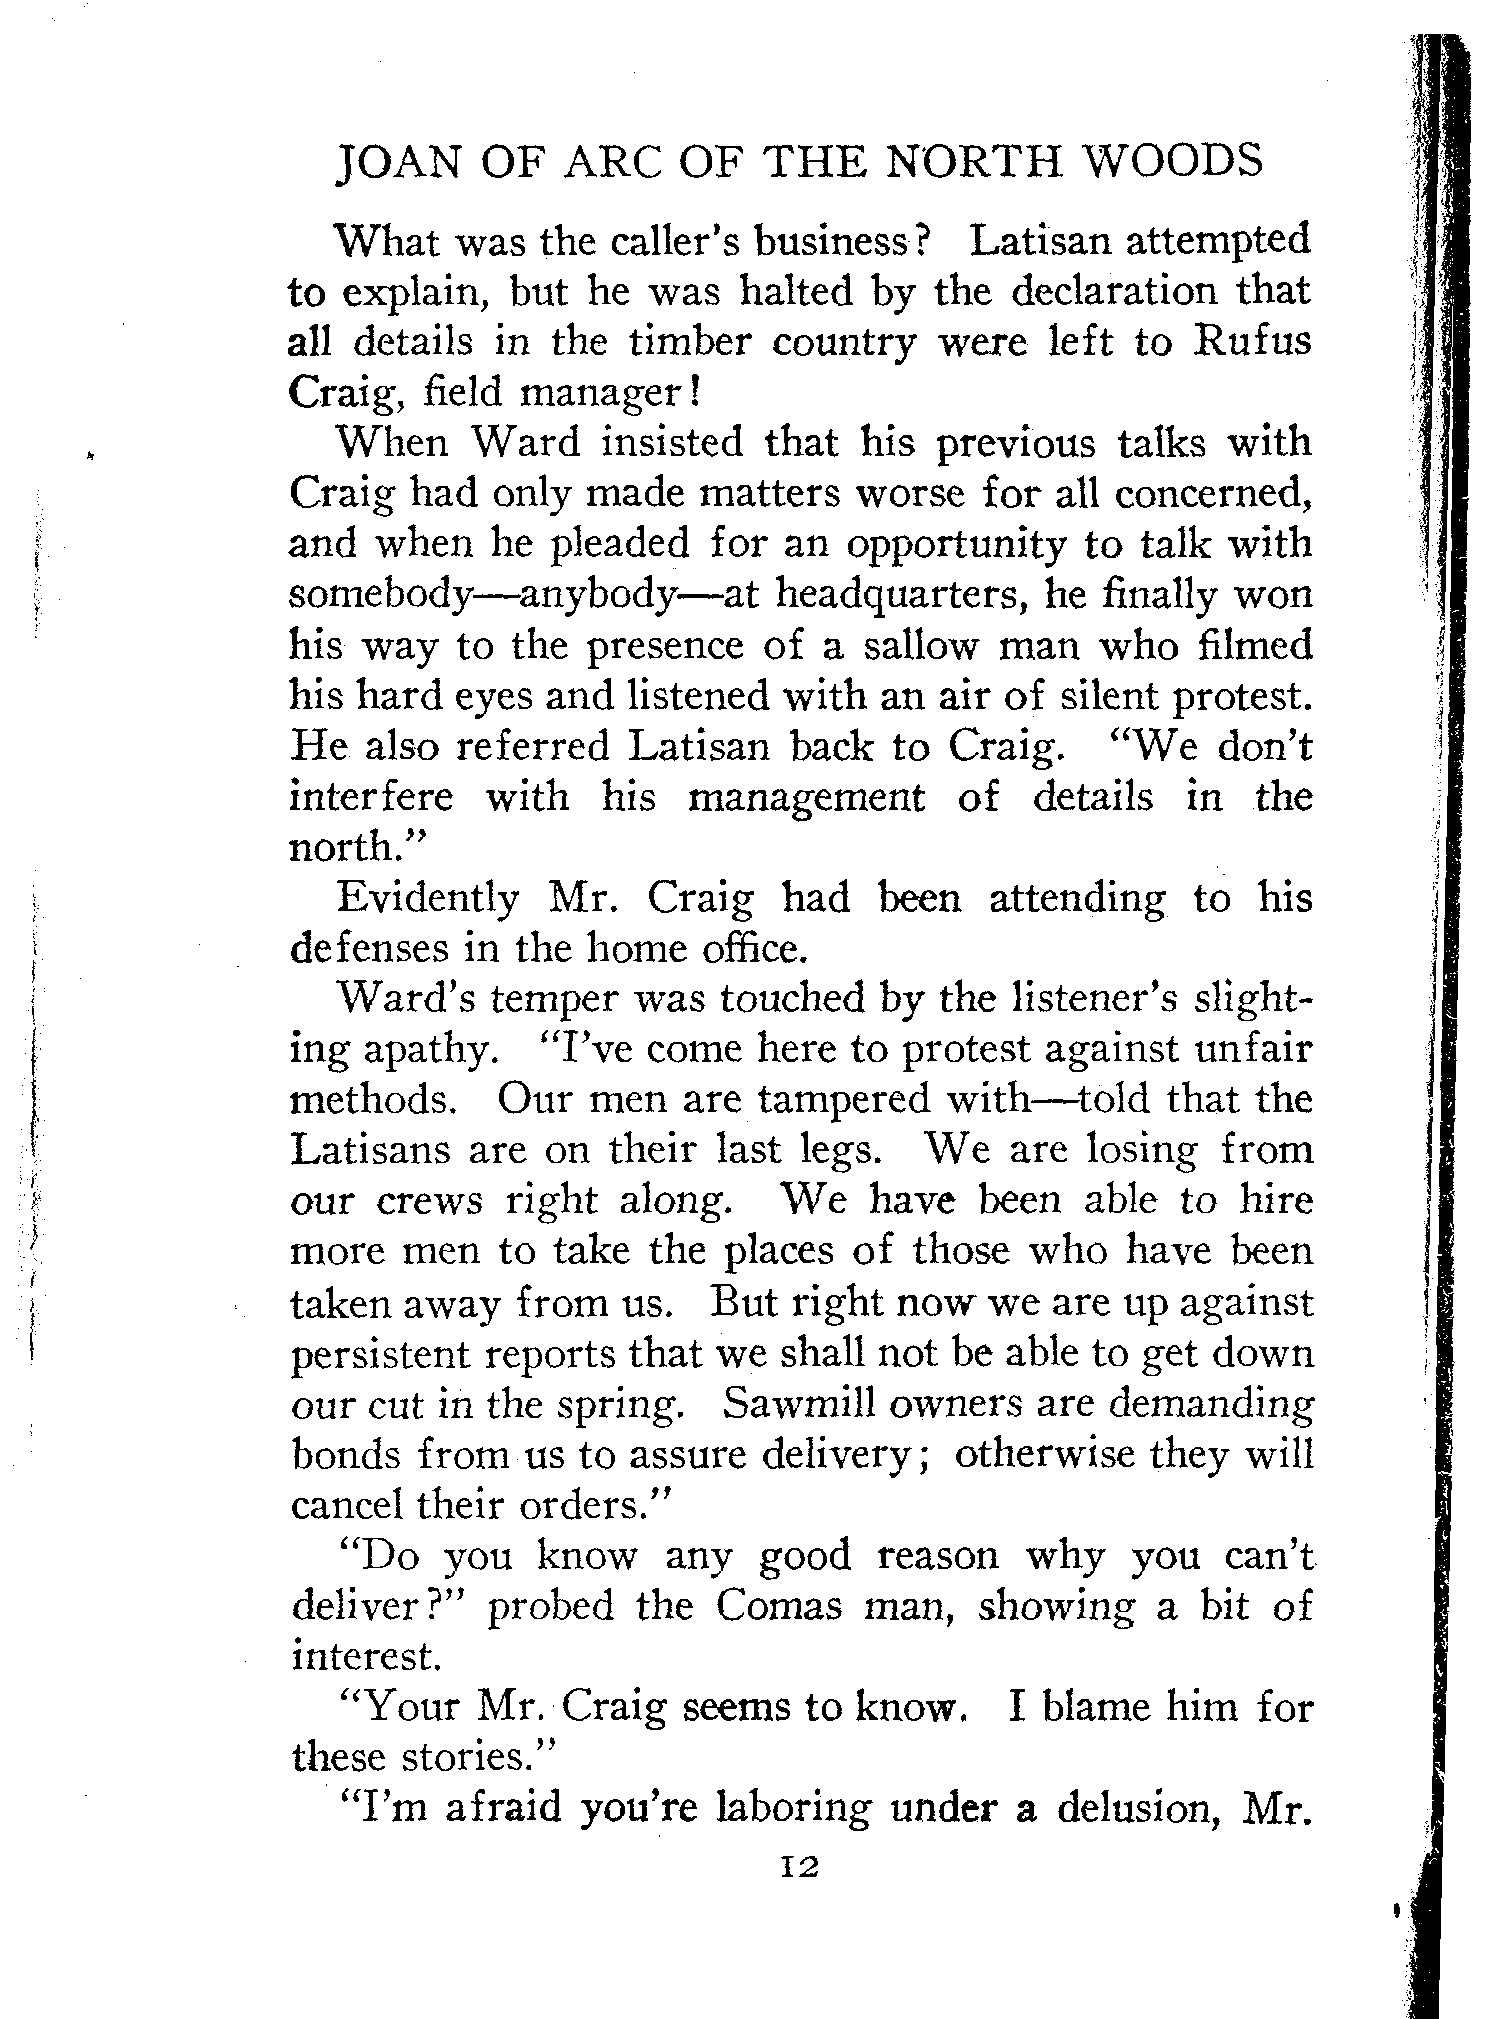 JOAN OF ARC OF THE NORTH WOODS
What was the caller's business? Latisan attempted
to explain, but he was halted by the declaration that
all details in the timber country were left to Rufus
Craig, field manager!
When Ward insisted that his previous talks with
Craig had only made matters worse for all concerned,
and when he pleaded for an opportunity to talk with
somebody—anybody—at headquarters, he finally won
his way to the presence of a sallow man who filmed
his hard eyes and listened with an air of silent protest.
He also referred Latisan back to Craig. "We don't
interfere with his management of details in the
north."
Evidently Mr. Craig had been attending to his
defenses in the home office.
Ward's temper was touched by the listener's slight-
ing apathy. "I've come here to protest against unfair
methods. Our men are tampered with—told that the
Latisans are on their last legs. We are losing from
our crews right along. We have been able to hire
more men to take the places of those who have been
taken away from us. But right now we are up against
persistent reports that we shall not be able to get down
our cut in the spring. Sawmill owners are demanding
bonds from us to assure delivery; otherwise they will
cancel their orders."
"Do you know any good reason why you can't
deliver?" probed the Comas man, showing a bit of
interest.
"Your Mr. Craig seems to know. I blame him for
these stories."
"I'm afraid you're laboring under a delusion, Mr.
12